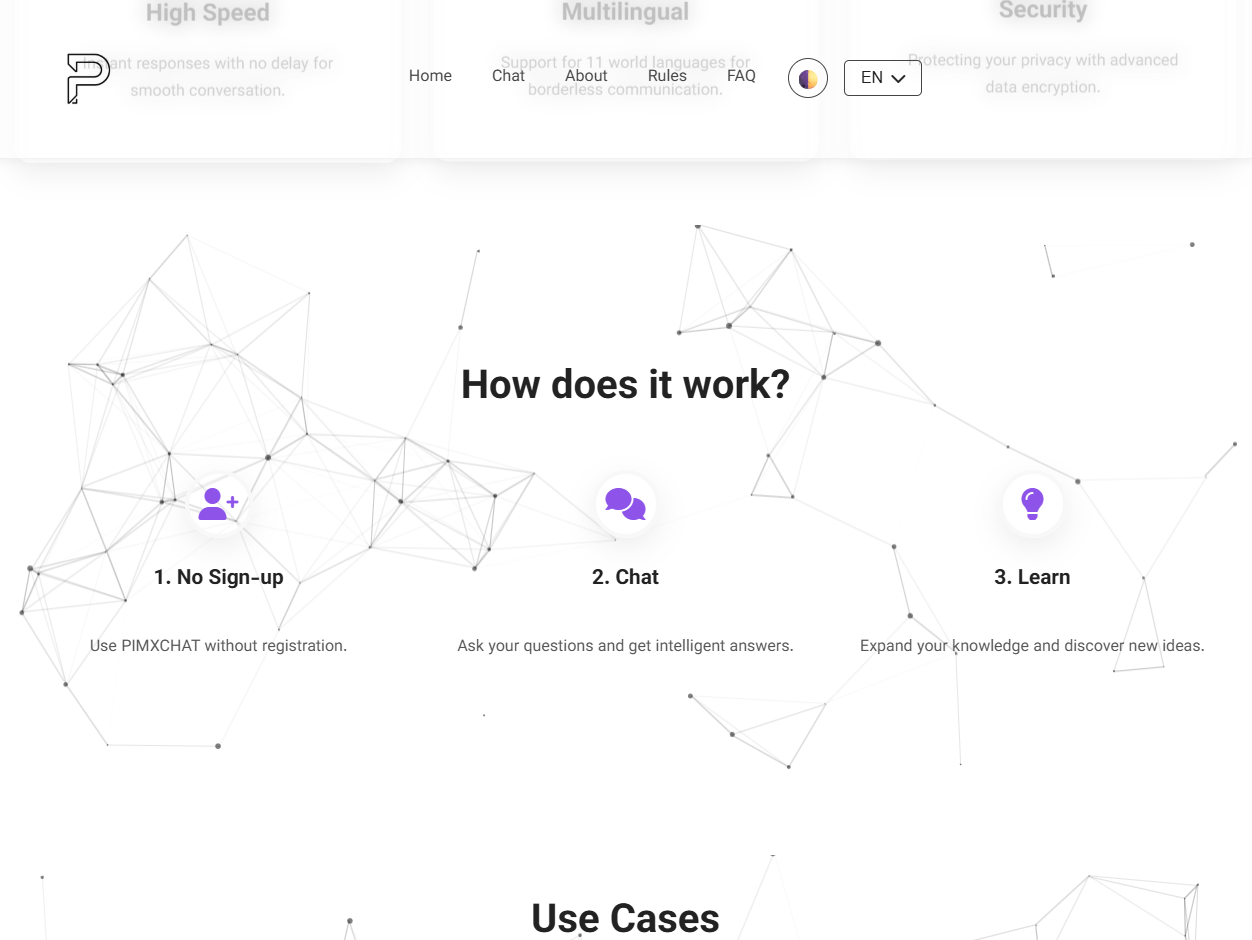 High Speed
Multilingual
Security
Instant responses with no delay for
smooth conversation.
Support for 11 world languages for
borderless communication.
Protecting your privacy with advanced
data encryption.
Home Chat About Rules FAQ EN
How does it work?
1. No Sign-up
2. Chat
3. Learn
Use PIMXCHAT without registration.
Ask your questions and get intelligent answers.
Expand your knowledge and discover new ideas.
Use Cases